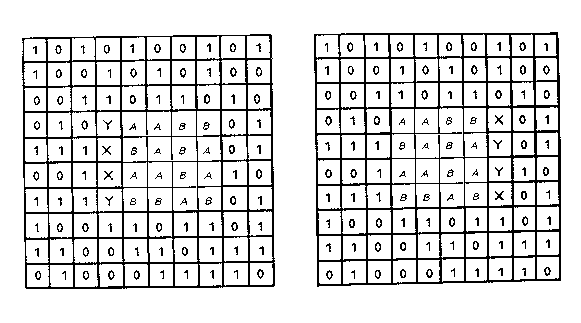 1 0 1 0 1 0 0 1 0 1
1 0 0 1 0 1 0 1 0 0
0 0 1 1 0 1 1 0 1 0
0 1 0 Y A A B B 0 1
1 1 1 X B A B A 0 1
0 0 1 X A A B A 1 0
1 1 1 Y B B A B 0 1
1 0 0 1 1 0 1 1 0 1
1 1 0 0 1 1 0 1 1 1
0 1 0 0 0 1 1 1 1 0
1 0 1 0 1 0 0 1 0 1
1 0 0 1 0 1 0 1 0 0
0 0 1 1 0 1 1 0 1 0
0 1 0 A A B B X 0 1
1 1 1 B A B A Y 0 1
0 0 1 A A B A Y 1 0
1 1 1 B B A B X 0 1
1 0 0 1 1 0 1 1 0 1
1 1 0 0 1 1 0 1 1 1
0 1 0 0 0 1 1 1 1 0